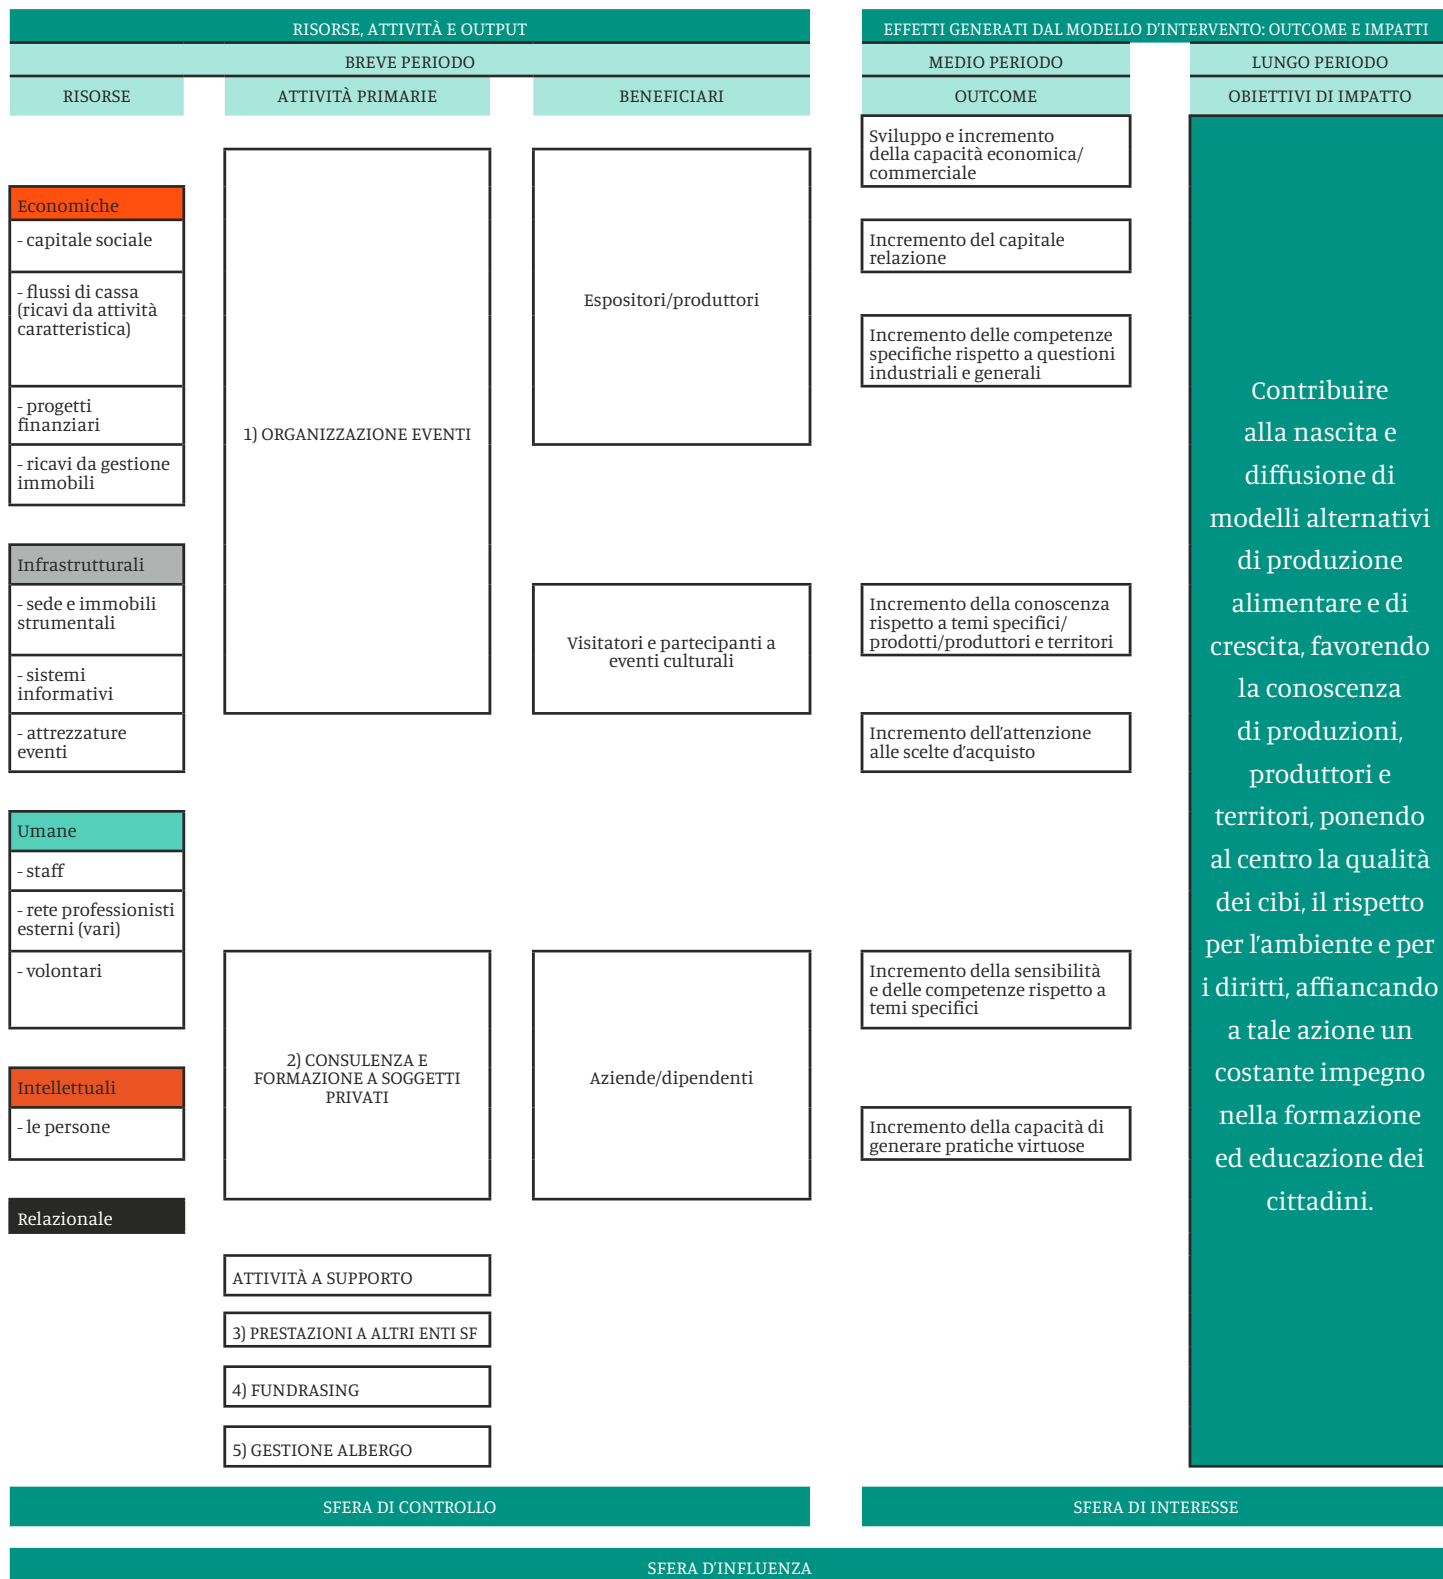 RISORSE, ATTIVITÀ E OUTPUT
BREVE PERIODO
RISORSE
ATTIVITÀ PRIMARIE
BENEFICIARI
EFFETTI GENERATI DAL MODELLO D'INTERVENTO: OUTCOME E IMPATTI
MEDIO PERIODO
LUNGO PERIODO
OUTCOME
OBIETTIVI DI IMPATTO
Economiche
- capitale sociale
- flussi di cassa
(ricavi da attività
caratteristica)
- progetti
finanziari
- ricavi da gestione
immobili
Infrastrutturali
- sede e immobili
strumentali
- sistemi
informativi
- attrezzature
eventi
Umane
- staff
- rete professionisti
esterni (vari)
- volontari
Intellettuali
- le persone
Relazionale
1) ORGANIZZAZIONE EVENTI
2) CONSULENZA E
FORMAZIONE A SOGGETTI
PRIVATI
ATTIVITÀ A SUPPORTO
3) PRESTAZIONI A ALTRI ENTI SF
4) FUNDRASING
5) GESTIONE ALBERGO
Espositori/produttori
Visitatori e partecipanti a
eventi culturali
Aziende/dipendenti
Sviluppo e incremento
della capacità economica/
commerciale
Incremento del capitale
relazione
Incremento delle competenze
specifiche rispetto a questioni
industriali e generali
Incremento della conoscenza
rispetto a temi specifici/
prodotti/produttori e territori
Incremento dell'attenzione
alle scelte d'acquisto
Incremento della sensibilità
e delle competenze rispetto a
temi specifici
Incremento della capacità di
generare pratiche virtuose
Contribuire
alla nascita e
diffusione di
modelli alternativi
di produzione
alimentare e di
crescita, favorendo
la conoscenza
di produzioni,
produttori e
territori, ponendo
al centro la qualità
dei cibi, il rispetto
per l'ambiente e per
i diritti, affiancando
a tale azione un
costante impegno
nella formazione
ed educazione dei
cittadini.
SFERA DI CONTROLLO
SFERA DI INTERESSE
SFERA D'INFLUENZA